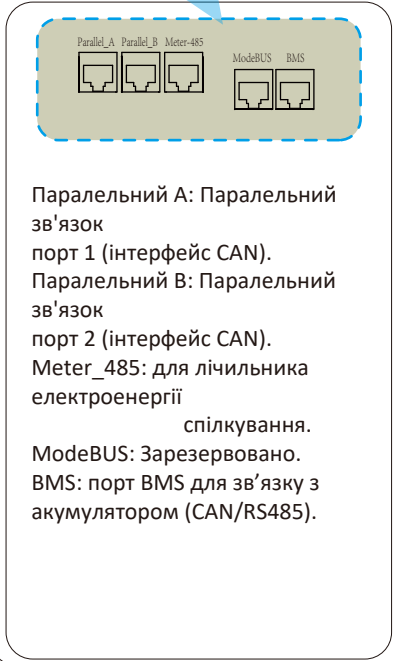 Parallel_A Parallel_B Meter-485
ModeBUS BMS
Паралельний A: Паралельний
зв'язок
порт 1 (інтерфейс CAN).
Паралельний B: Паралельний
зв'язок
порт 2 (інтерфейс CAN).
Meter_485: для лічильника
електроенергії
спілкування.
ModeBUS: Зарезервовано.
BMS: порт BMS для зв’язку з
акумулятором (CAN/RS485).